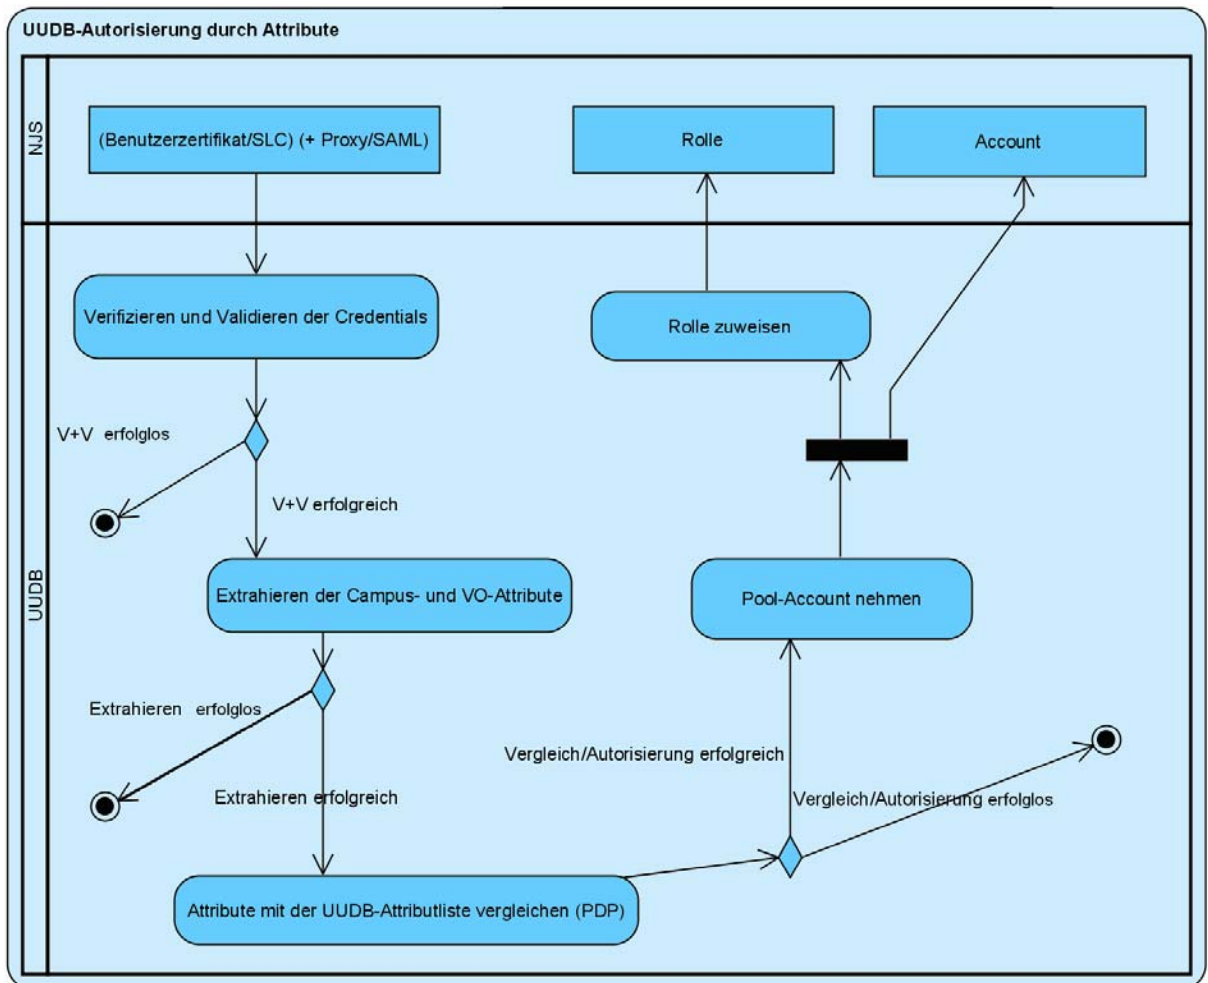 UUDB-Autorisierung durch Attribute
NJS
(Benutzerzertifikat/SLC) (+ Proxy/SAML)
Rolle
Account
UUDB
Verifizieren und Validieren der Credentials
Rolle zuweisen
V+V erfolglos
V+V erfolgreich
Extrahieren der Campus- und VO-Attribute
Pool-Account nehmen
Extrahieren erfolglos
Vergleich/Autorisierung erfolgreich
Extrahieren erfolgreich
Vergleich/Autorisierung erfolglos
Attribute mit der UUDB-Attributliste vergleichen (PDP)